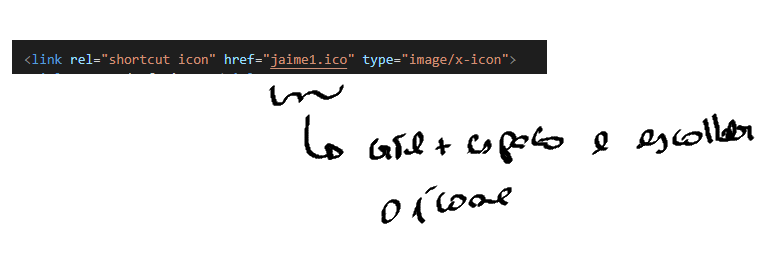 <link rel="shortcut icon" href="jaime1.ico" type="image/x-icon">
ctrl + espaço e escolher
o ícone